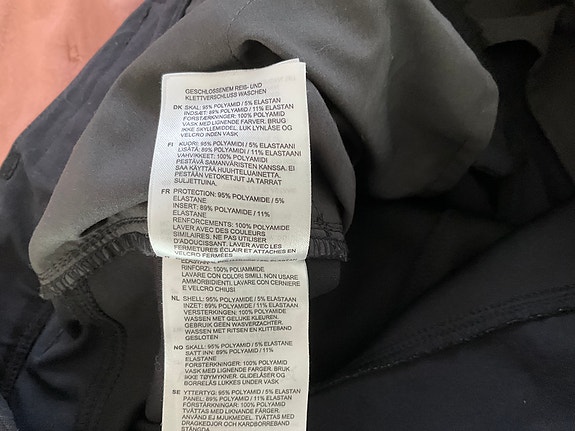 GESCHLOSSENEM REIS- UND
KLETTVERSCHLUSS WASCHEN
DK SKAL: 95% POLYAMID / 5% ELASTAN
INDSÆT: 89% POLYAMID / 11% ELASTAN
FORSTÆRKNINGER: 100% POLYAMID
VASK MED LIGNENDE FARVER. BRUG
IKKE SKYLLEMIDDEL. LUK LYNLÅSE OG
VELCRO INDEN VASK
FI KUORI: 95% POLYAMIDI / 5% ELASTAANI
LISÄTÄ: 89% POLYAMIDI / 11% ELASTAANI
VAHVIKKEET: 100% POLYAMIDI
PESTÄVÄ SAMANVÄRISTEN KANSSA. EI
SAA KÄYTTÄÄ HUUHTELUAINETTA.
PESTÄÄN VETOKETJUT JA TARRAT
SULJETTUINA.
FR PROTECTION: 95% POLYAMIDE / 5%
ELASTANE
INSERT: 89% POLYAMIDE / 11%
ELASTANE
RENFORCEMENTS: 100% POLYAMIDE
LAVER AVEC DES COULEURS
SIMILAIRES. NE PAS UTILISER
D'ADOUCISSANT. LAVER AVEC LES
FERMETURES ÉCLAIR ET ATTACHES EN
VELCRO FERMÉES
RINFORZI: 100% POLIAMMIDE
LAVARE CON COLORI SIMILI NON USARE
AMMORBIDENTI. LAVARE CON CERNIERE
E VELCRO CHIUSI
NL SHELL: 95% POLYAMIDE / 5% ELASTAAN
INZET: 89% POLYAMIDE / 11% ELASTAAN
VERSTERKINGEN: 100% POLYAMIDE
WASSEN MET GELIJKE KLEUREN.
GEBRUIK GEEN WASVERZACHTER.
WASSEN MET RITSEN EN KLITTEBAND
GESLOTEN
NO SKALL: 95% POLYAMID / 5% ELASTANE
SATT INN: 89% POLYAMID / 11%
ELASTANE
FORSTERKNINGER: 100% POLYAMID
VASK MED LIGNENDE FARGER. BRUK
IKKE TØYMYKNER. GLIDELÅSER OG
BORRELÅS LUKKES UNDER VASK
SE YTTERTYG: 95% POLYAMID / 5% ELASTAN
PANEL: 89% POLYAMID / 11% ELASTAN
FÖRSTÄRKNINGAR: 100% POLYAMID
TVÄTTAS MED LIKNANDE FÄRGER.
ANVÄND EJ MJUKMEDEL. TVÄTTAS MED
DRAGKEDJOR OCH KARDBORREBAND
STÄNGDA